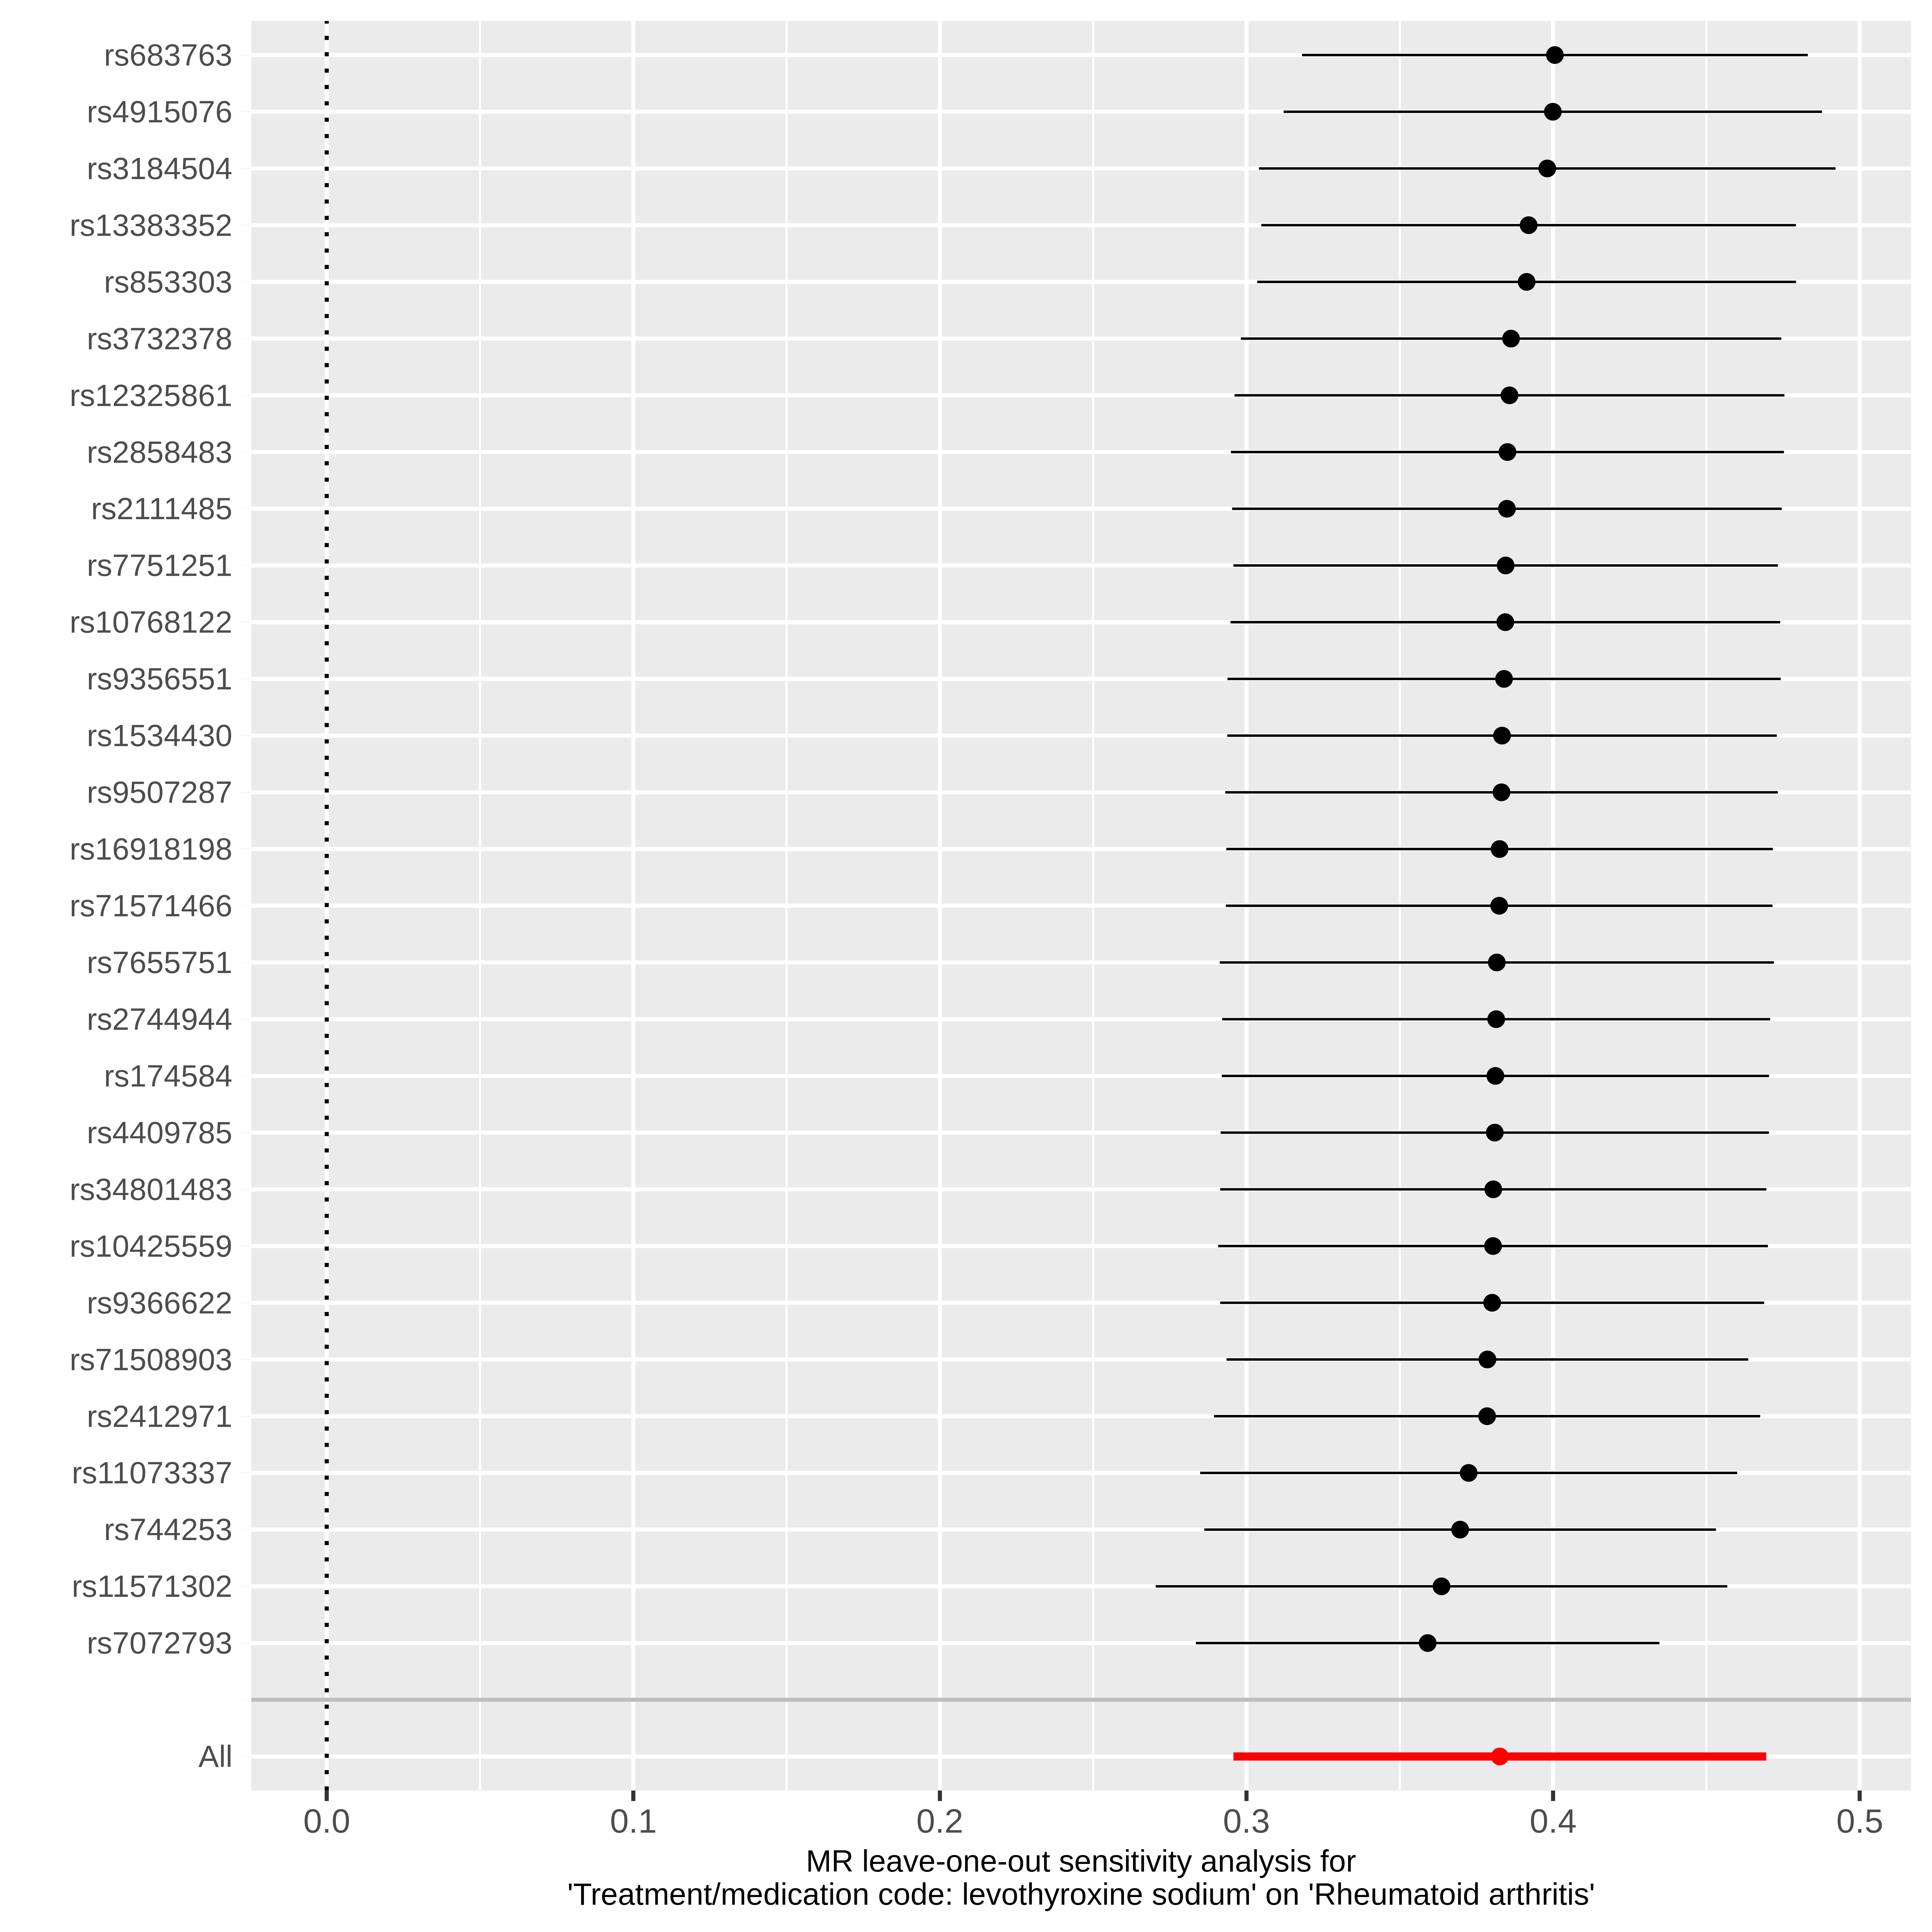 rs683763
rs4915076
rs3184504
rs13383352
rs853303
rs3732378
rs12325861
rs2858483
rs2111485
rs7751251
rs10768122
rs9356551
rs1534430
rs9507287
rs16918198
rs71571466
rs7655751
rs2744944
rs174584
rs4409785
rs34801483
rs10425559
rs9366622
rs71508903
rs2412971
rs11073337
rs744253
rs11571302
rs7072793
All
0.0 0.1 0.2 0.3 0.4 0.5
MR leave-one-out sensitivity analysis for
'Treatment/medication code: levothyroxine sodium' on 'Rheumatoid arthritis'